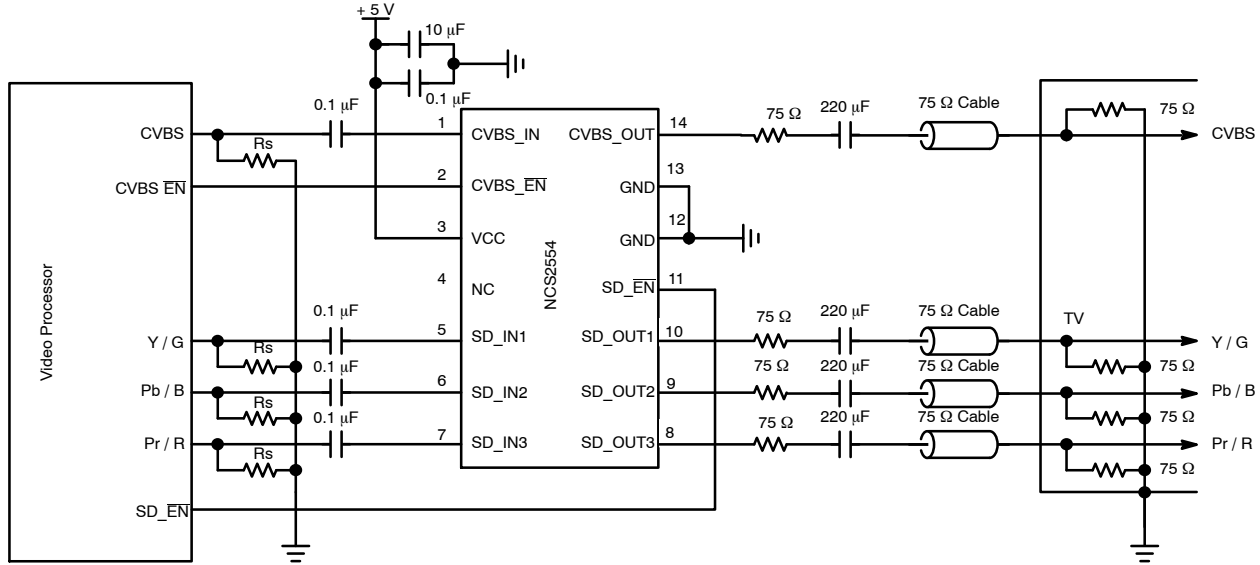 + 5 V
10 μF
0.1 μF
0.1 μF
75 Ω
220 μF
75 Ω Cable
75 Ω
CVBS
Rs
1
CVBS_IN
CVBS_OUT
14
CVBS
CVBS EN
2
CVBS_EN
GND
13
3
VCC
GND
12
4
NC
NCS2554
SD_EN
11
Video Processor
0.1 μF
75 Ω
220 μF
75 Ω Cable
TV
Y / G
Rs
5
SD_IN1
SD_OUT1
10
Y / G
0.1 μF
75 Ω
220 μF
75 Ω Cable
75 Ω
Pb / B
Rs
6
SD_IN2
SD_OUT2
9
Pb / B
0.1 μF
75 Ω
220 μF
75 Ω Cable
75 Ω
Pr / R
Rs
7
SD_IN3
SD_OUT3
8
Pr / R
75 Ω
SD_EN